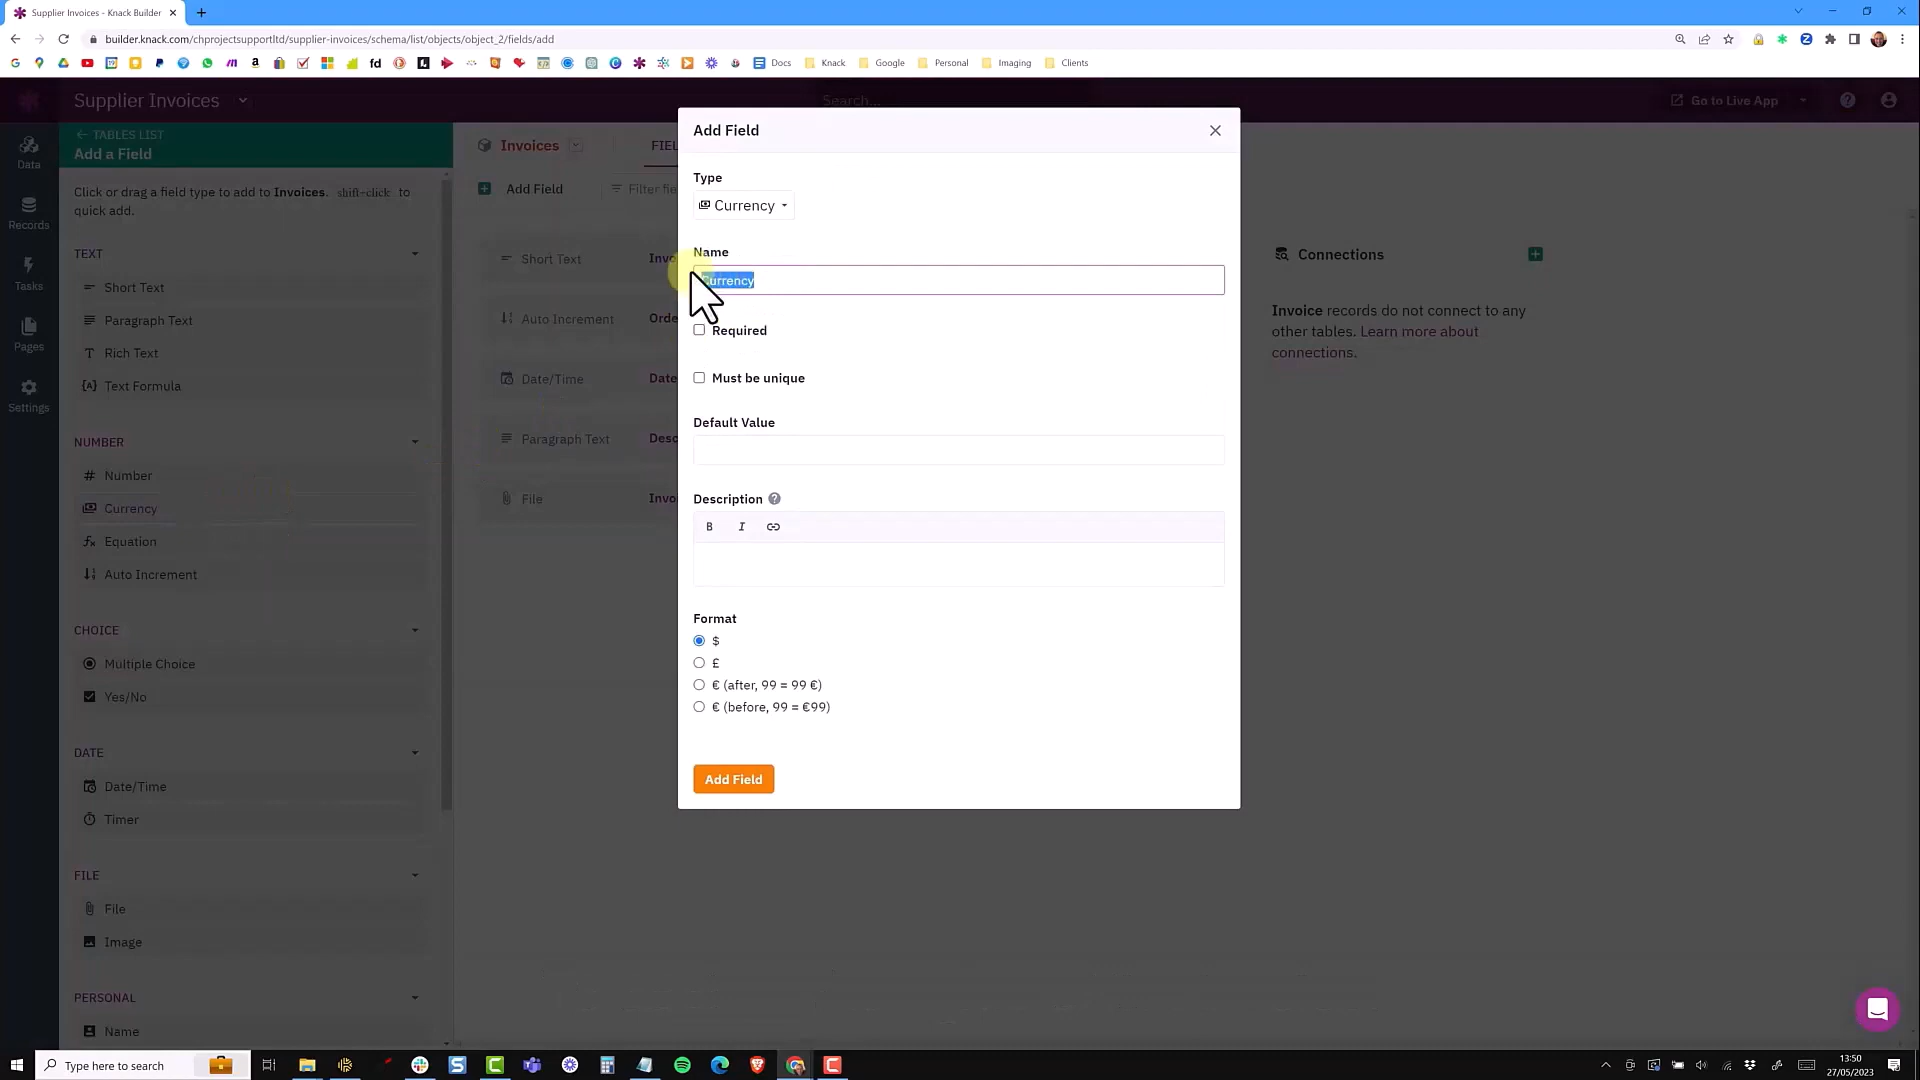 Supplier Invoices - Knack Builder
builder.knack.com/chprojectsupportltd/supplier-invoices/schema/list/objects/object_2/fields/add
Docs
Knack
Google
Personal
Imaging
Clients
Supplier Invoices
Search...
Go to Live App
Data
Records
Tasks
Pages
Settings
TABLES LIST
Add a Field
Click or drag a field type to add to Invoices. shift-click to
quick add.
TEXT
Short Text
Paragraph Text
Rich Text
Text Formula
NUMBER
Number
Currency
Equation
Auto Increment
CHOICE
Multiple Choice
Yes/No
DATE
Date/Time
Timer
FILE
File
Image
PERSONAL
Name
Invoices
FIEL
Add Field
Filter fie
Short Text
Invo
Auto Increment
Orde
Date/Time
Date
Paragraph Text
Desc
File
Invo
Add Field
Type
Currency
Name
Currency
Required
Must be unique
Default Value
Description
B I
Format
$
£
€ (after, 99 = 99 €)
€ (before, 99 = €99)
Add Field
Connections
Invoice records do not connect to any
other tables. Learn more about
connections.
Type here to search
13:50
27/05/2023